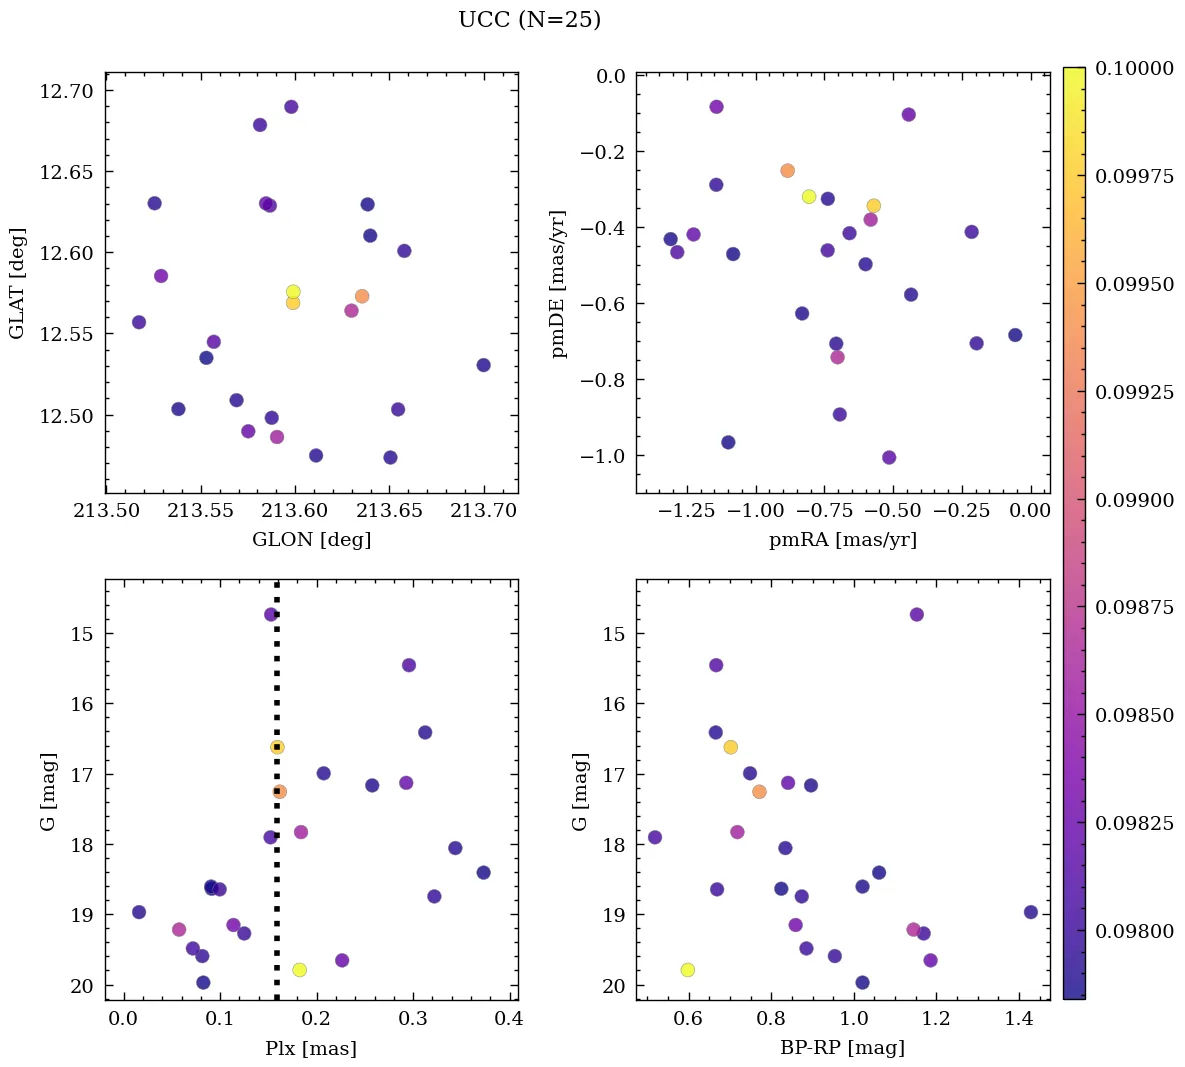 UCC (N=25)
12.70
12.65
12.60
12.55
12.50
GLAT [deg]
213.50 213.55 213.60 213.65 213.70
GLON [deg]
0.0
−0.2
−0.4
−0.6
−0.8
−1.0
pmDE [mas/yr]
−1.25 −1.00 −0.75 −0.50 −0.25 0.00
pmRA [mas/yr]
0.10000
0.09975
0.09950
0.09925
0.09900
0.09875
0.09850
0.09825
0.09800
15
16
17
18
19
20
G [mag]
0.0 0.1 0.2 0.3 0.4
Plx [mas]
15
16
17
18
19
20
G [mag]
0.6 0.8 1.0 1.2 1.4
BP-RP [mag]